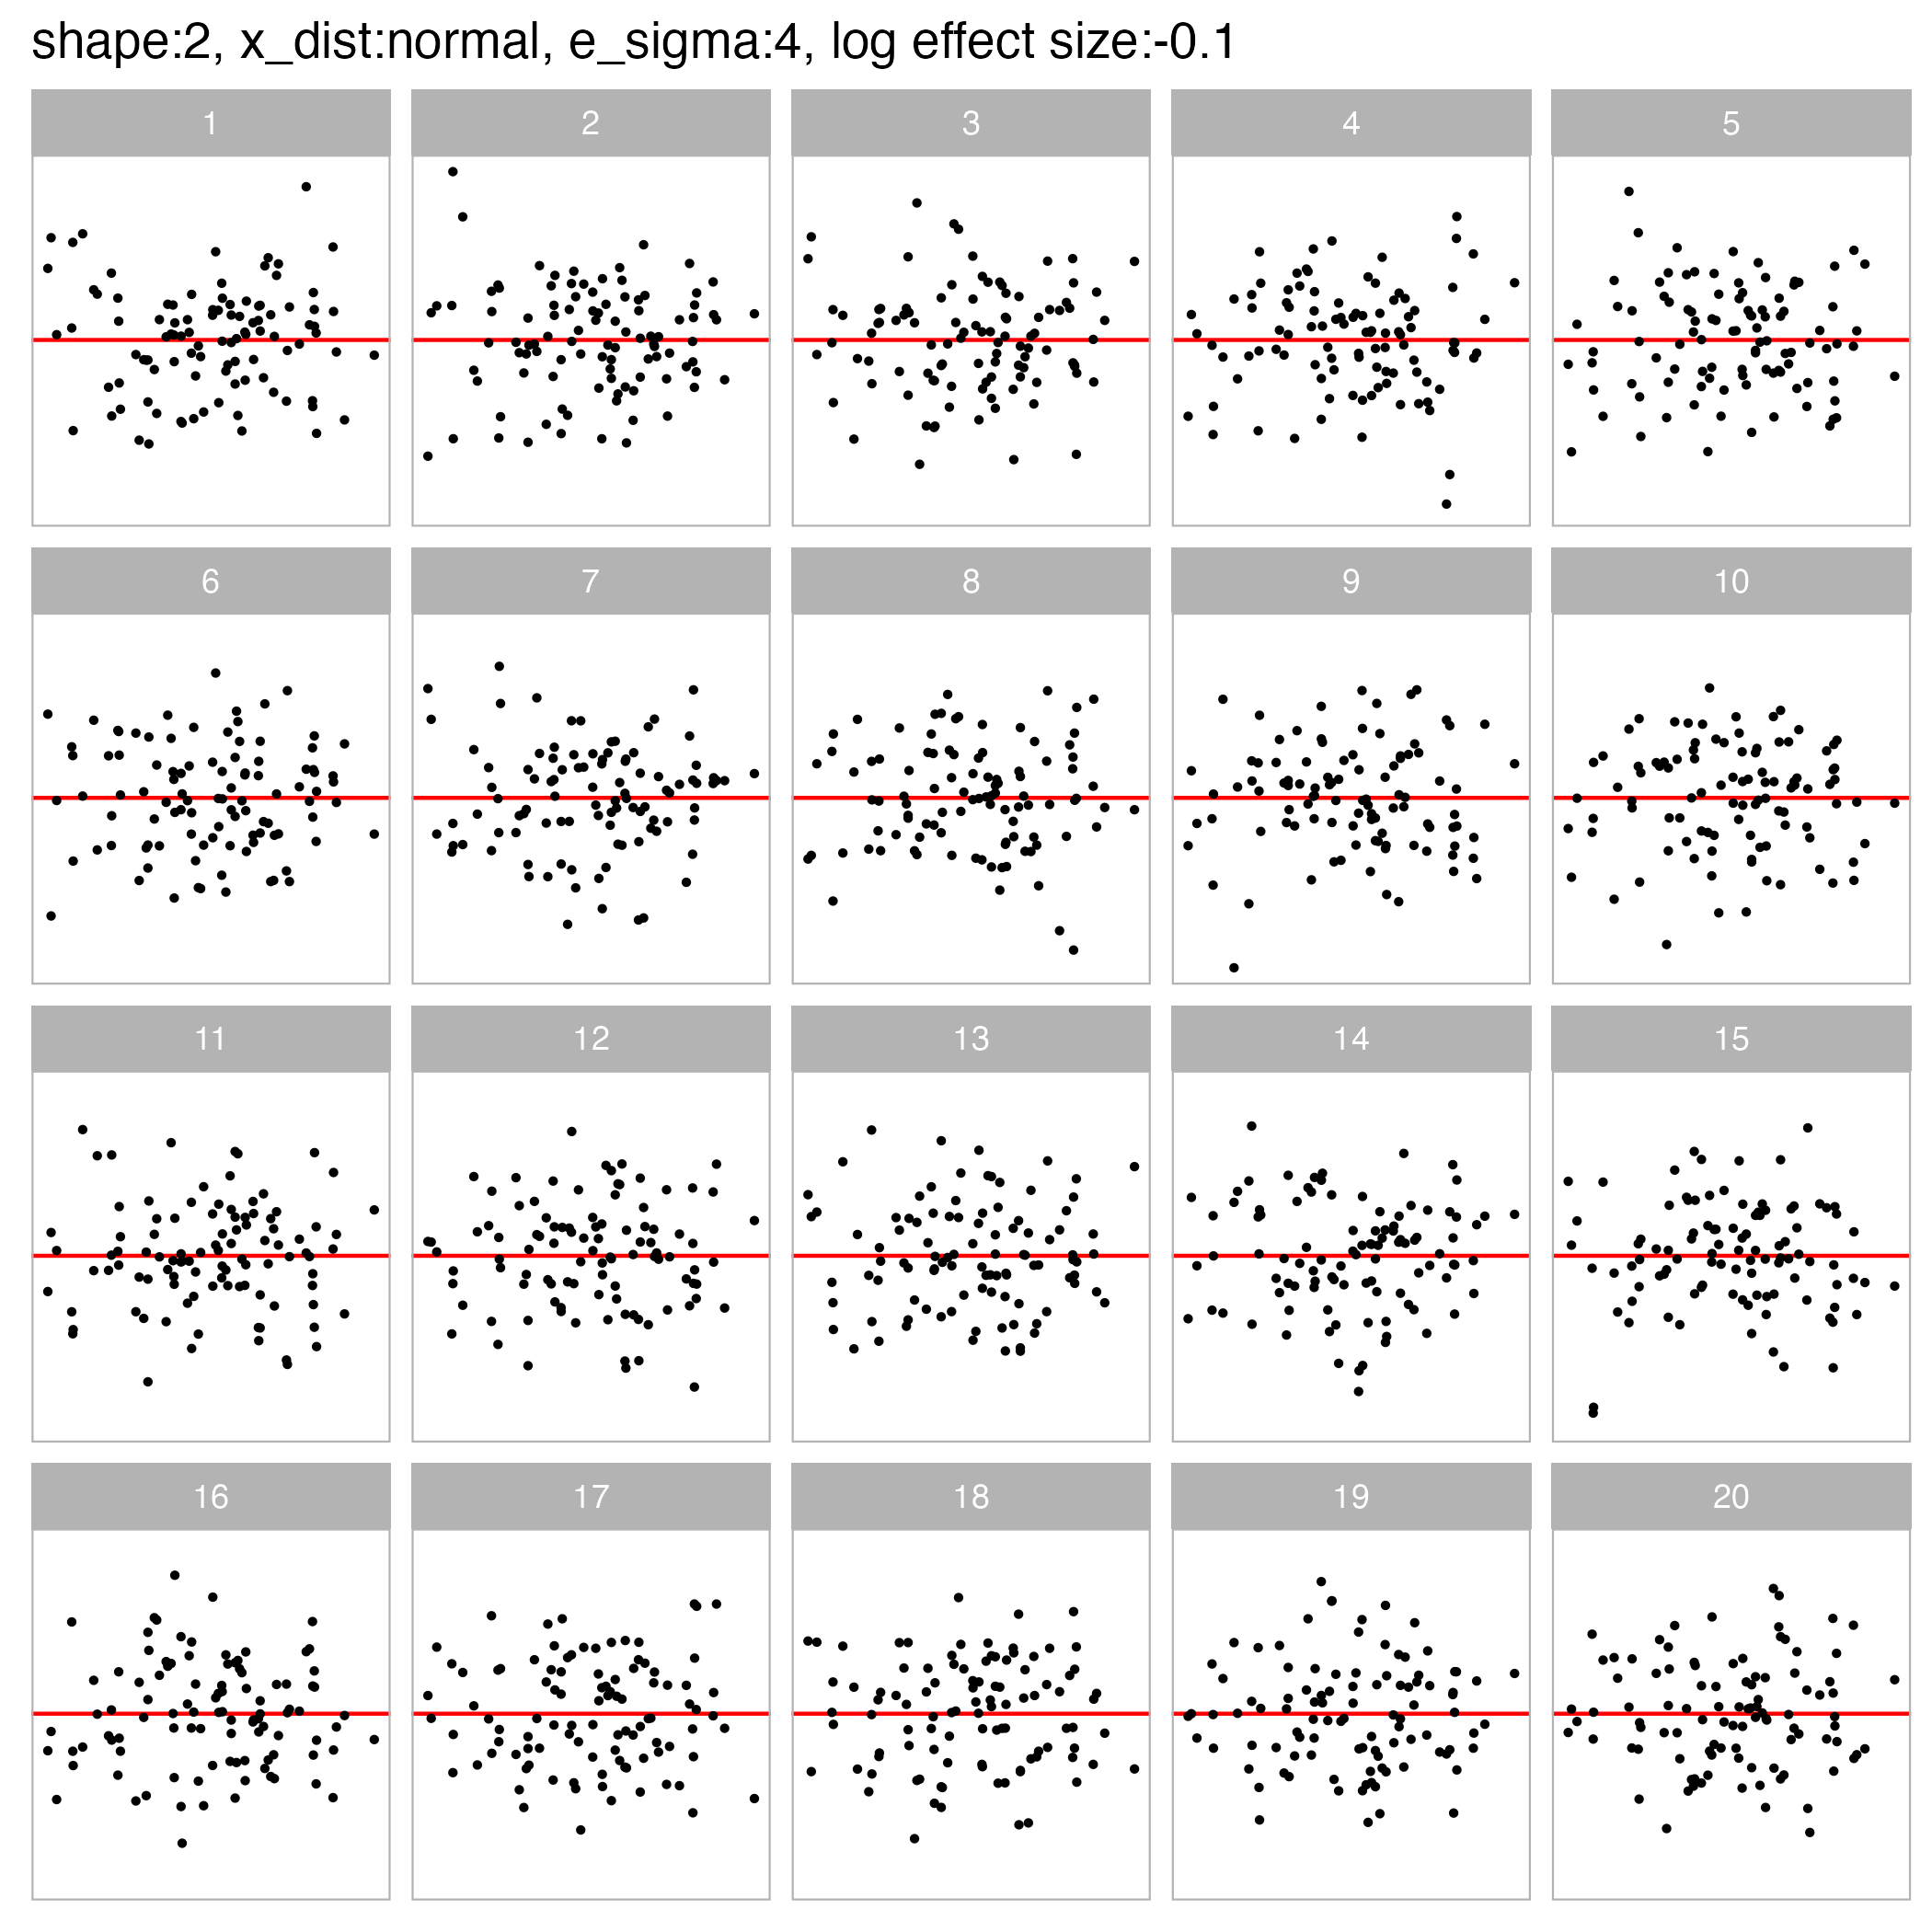 shape:2, x_dist:normal, e_sigma:4, log effect size:-0.1
1 2 3 4 5
6 7 8 9 10
11 12 13 14 15
16 17 18 19 20